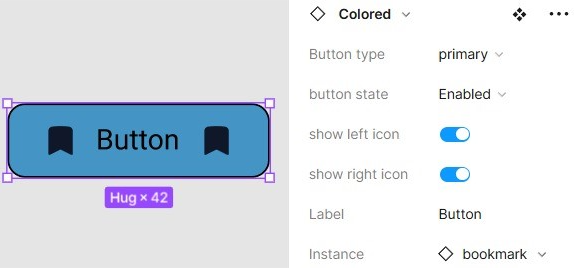 Colored
Button type primary
button state Enabled
show left icon
Button
show right icon
Hug × 42
Label Button
Instance bookmark